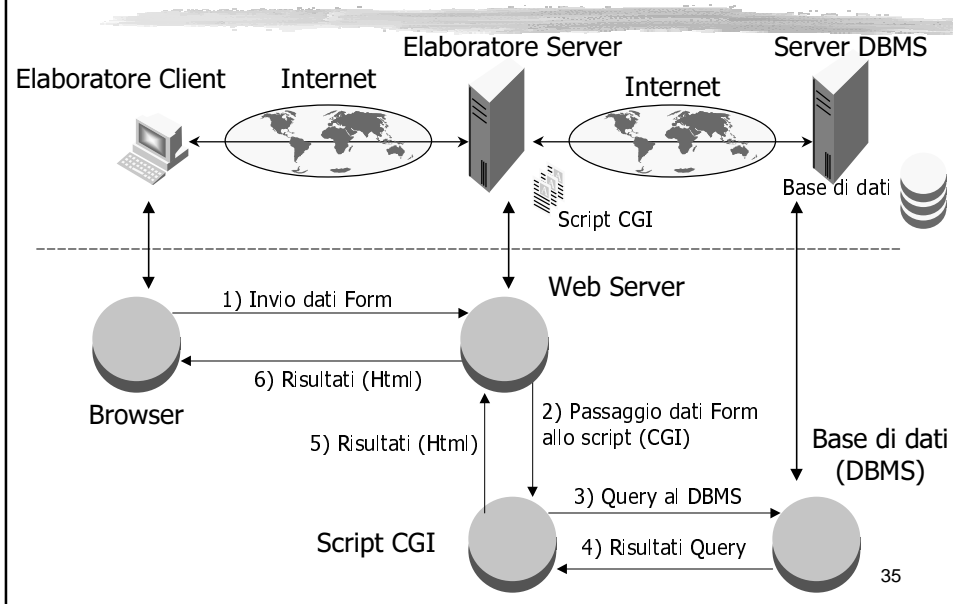 Elaboratore Server
Server DBMS
Elaboratore Client
Internet
Internet
Base di dati
Script CGI
Web Server
1) Invio dati Form
6) Risultati (Html)
Browser
2) Passaggio dati Form
allo script (CGI)
5) Risultati (Html)
Base di dati
(DBMS)
3) Query al DBMS
Script CGI
4) Risultati Query
35